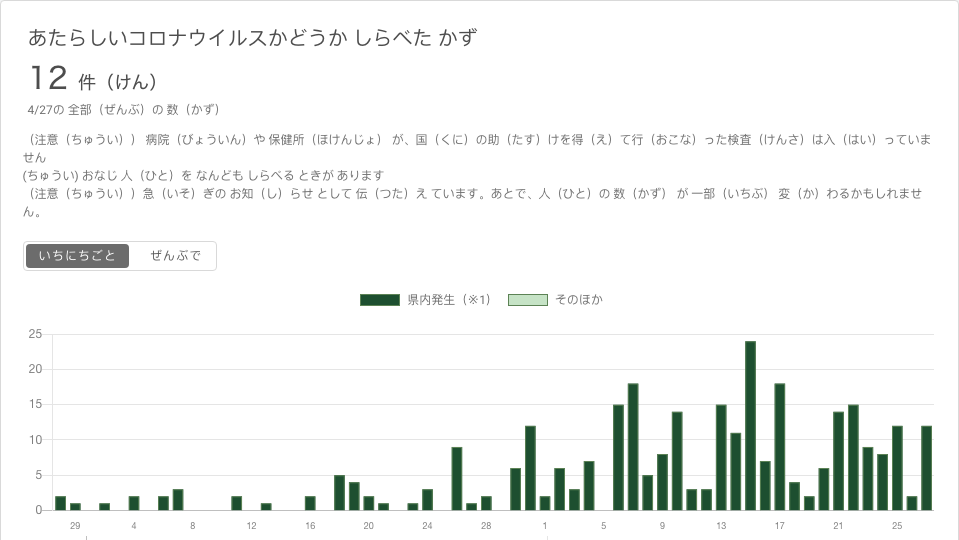 あたらしいコロナウイルスかどうか しらべた かず
12 件（けん）
4/27の 全部（ぜんぶ）の 数（かず）
（注意（ちゅうい）） 病院（びょういん）や 保健所（ほけんじょ） が、国（くに）の助（たす）けを得（え）て行（おこな）った検査（けんさ）は入（はい）っていま
せん
(ちゅうい) おなじ 人（ひと）を なんども しらべる ときが あります
（注意（ちゅうい））急（いそ）ぎの お知（し）らせ として 伝（つた）え ています。あとで、人（ひと）の 数（かず） が 一部（いちぶ） 変（か）わるかもしれませ
ん。
いちにちごと ぜんぶで
県内発生（※1） そのほか
25
20
15
10
5
0
29 4 8 12 16 20 24 28 1 5 9 13 17 21 25